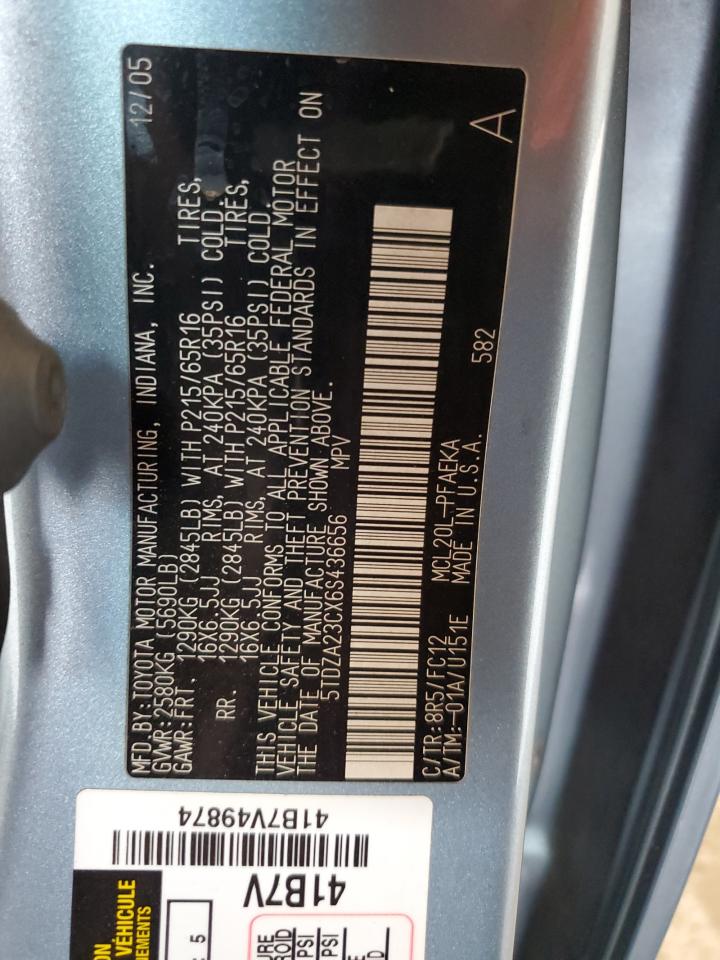 MFD. BY: TOYOTA MOTOR MANUFACTURING, INDIANA, INC. 12/05
GVWR: 2580KG (5690LB)
GAWR: FRT. 1290KG (2845LB) WITH P215/65R16 TIRES,
16X6.5JJ RIMS, AT 240KPA (35PSI) COLD.
RR. 1290KG (2845LB) WITH P215/65R16 TIRES,
16X6.5JJ RIMS, AT 240KPA (35PSI) COLD.
THIS VEHICLE CONFORMS TO ALL APPLICABLE FEDERAL MOTOR
VEHICLE SAFETY AND THEFT PREVENTION STANDARDS IN EFFECT ON
THE DATE OF MANUFACTURE SHOWN ABOVE.
5TDZA23CX6S436656 MPV
C/TR: 8R5/FC12 MCL20L-PFAEKA 582 A
A/TM:-01A/U151E MADE IN U.S.A.
41B7V49874
41B7V
VEHICULE
5
PSI
PSI